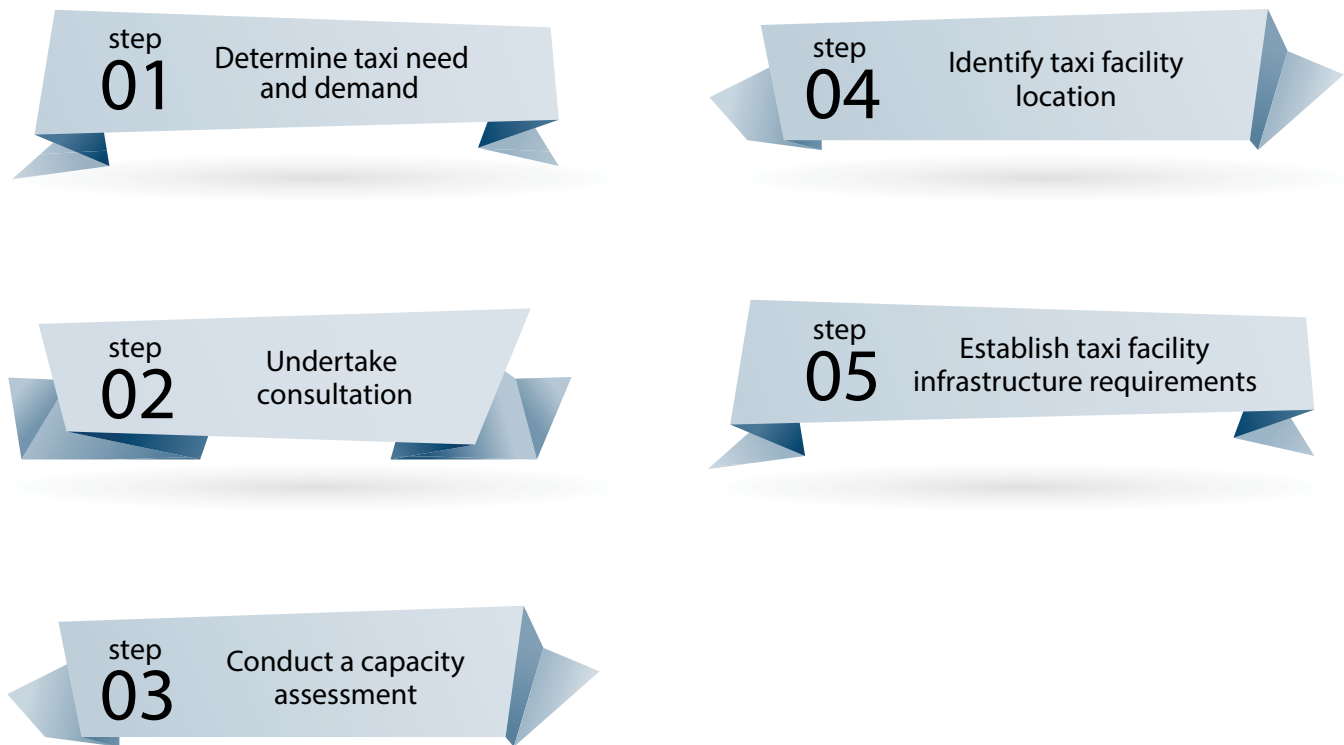 step
01
Determine taxi need
and demand
step
02
Undertake
consultation
step
03
Conduct a capacity
assessment
step
04
Identify taxi facility
location
step
05
Establish taxi facility
infrastructure requirements